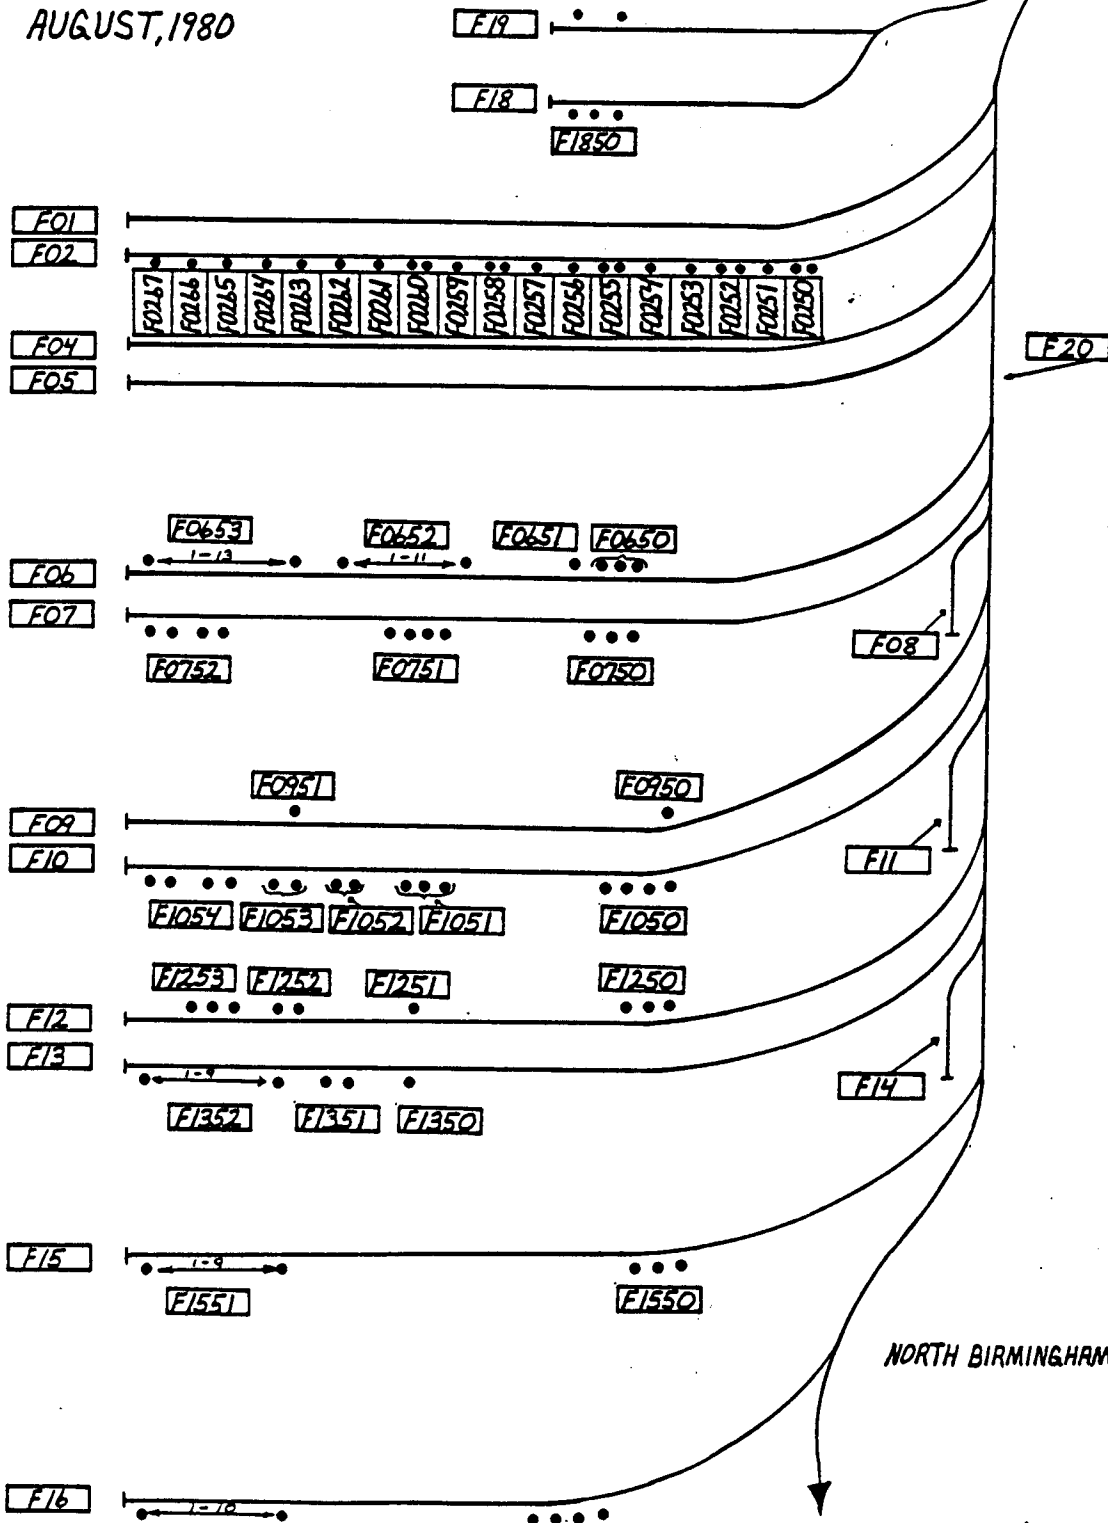 AUGUST, 1980
F19
F18
F1850
F01
F02
F0267 F0266 F0265 F0264 F0263 F0262 F0261 F0260 F0259 F0258 F0257 F0256 F0255 F0254 F0253 F0252 F0251 F0250
F04
F20
F05
F0653 F0652 F0651 F0650
1-13 1-11
F06
F07
F08
F0752 F0751 F0750
F0951 F0950
F09
F10
F11
F1054 F1053 F1052 F1051 F1050
F1253 F1252 F1251 F1250
F12
F13
1-9
F14
F1352 F1351 F1350
F15
1-9
F1551 F1550
NORTH BIRMINGHAM
F16
1-10